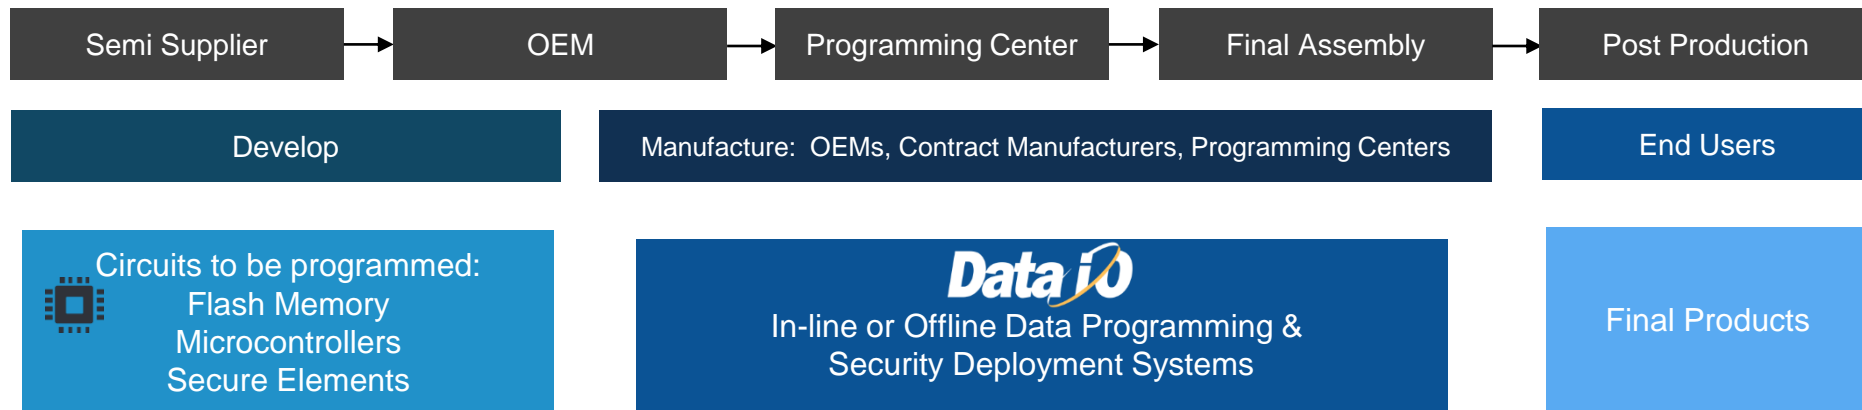 Semi Supplier
OEM
Programming Center
Final Assembly
Post Production
Develop
Manufacture: OEMs, Contract Manufacturers, Programming Centers
End Users
Circuits to be programmed:
Flash Memory
Microcontrollers
Secure Elements
Data iO
In-line or Offline Data Programming &
Security Deployment Systems
Final Products